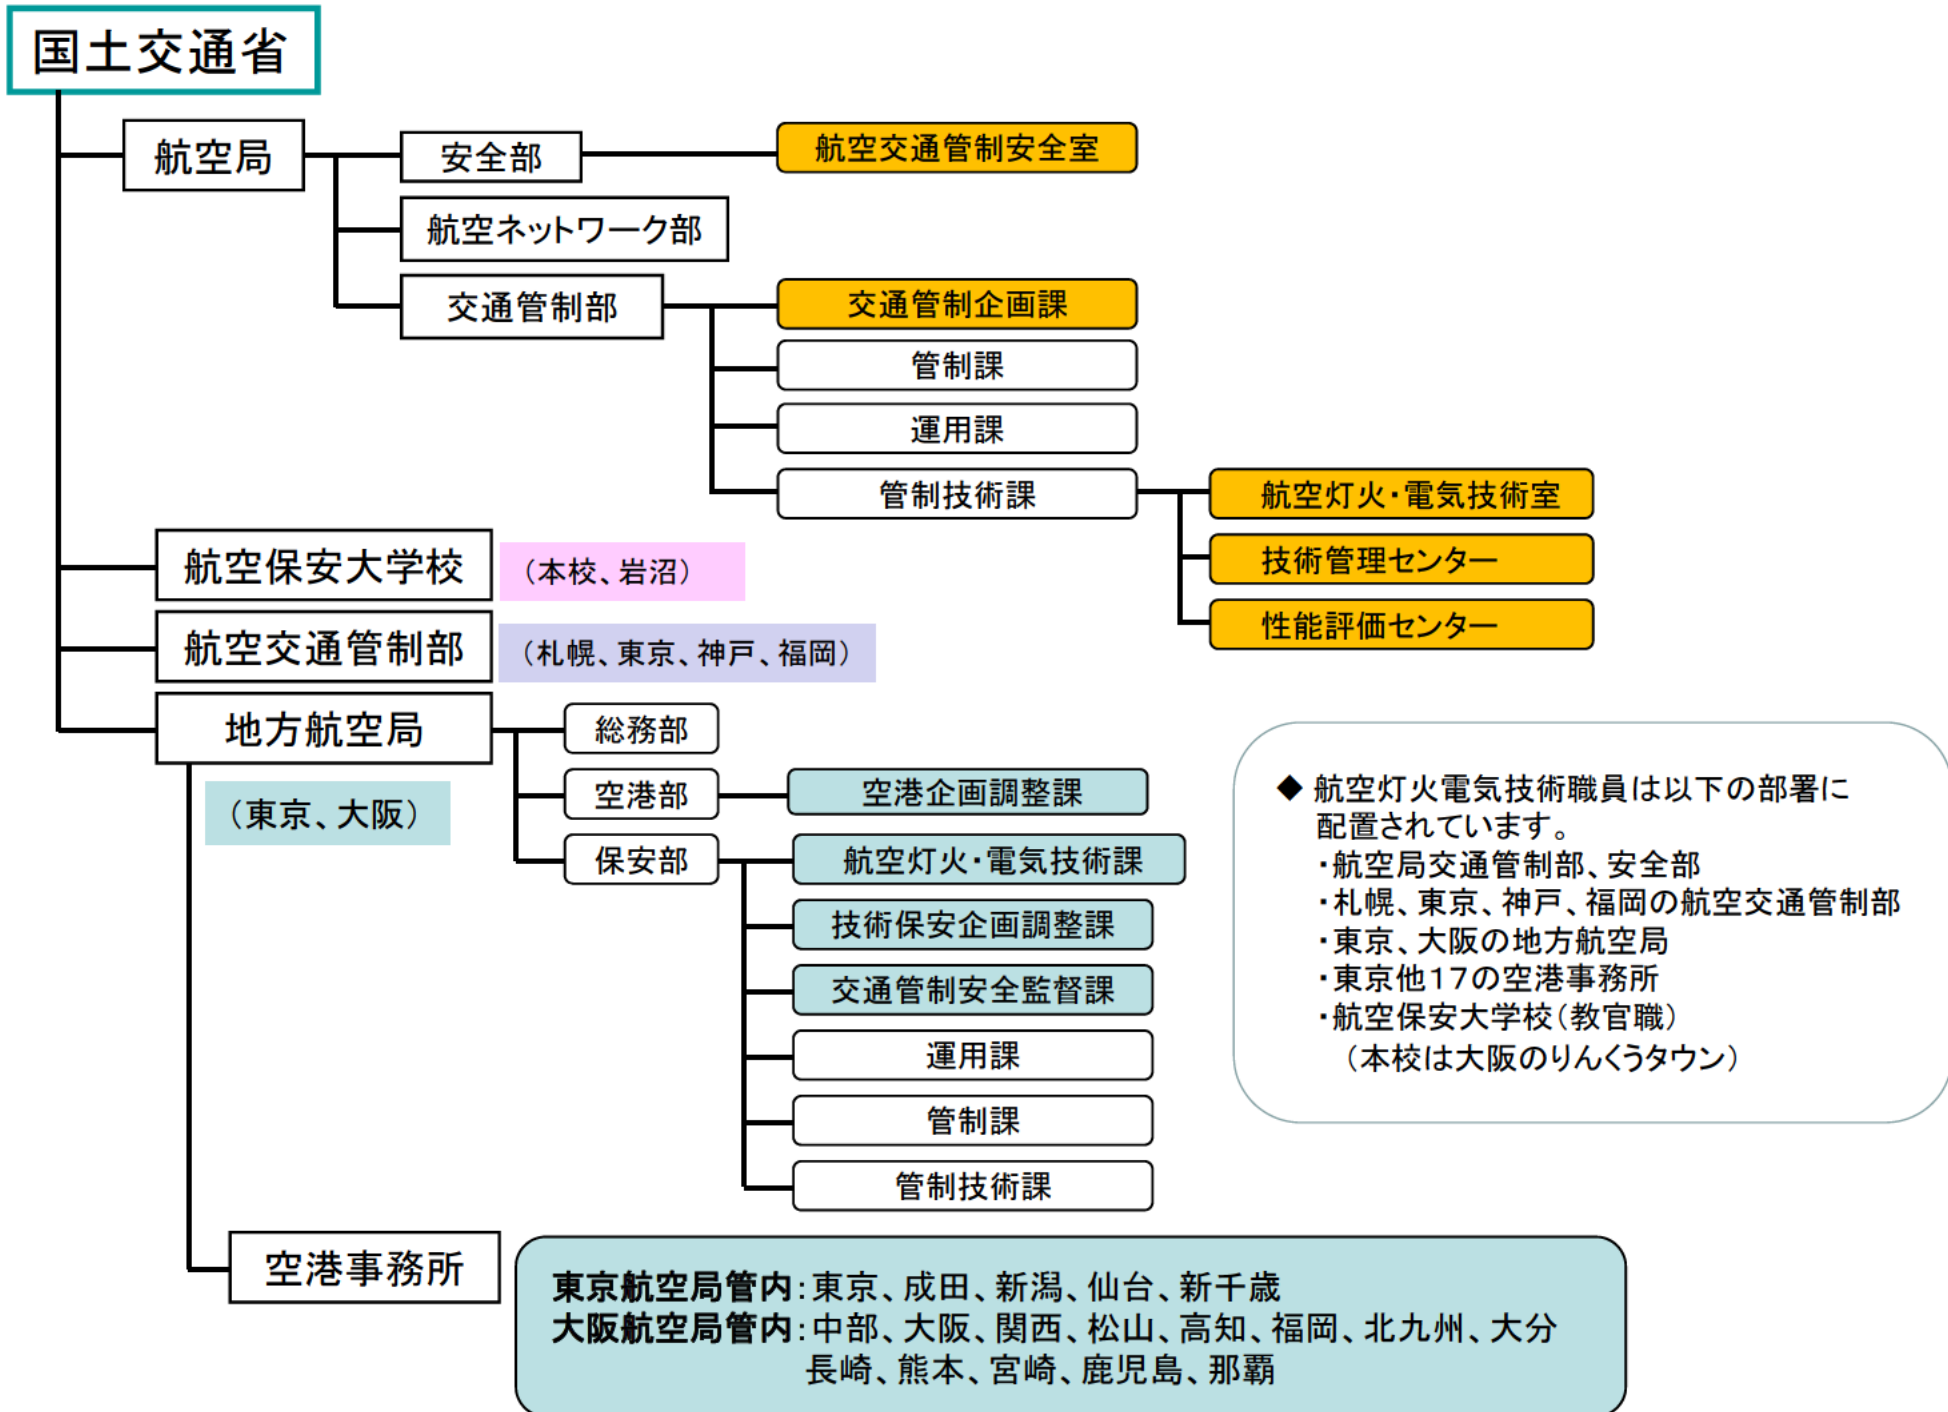 国土交通省
航空局
安全部
航空交通管制安全室
航空ネットワーク部
交通管制部
交通管制企画課
管制課
運用課
管制技術課
航空灯火・電気技術室
技術管理センター
性能評価センター
航空保安大学校
（本校、岩沼）
航空交通管制部
（札幌、東京、神戸、福岡）
地方航空局
（東京、大阪）
総務部
空港部
空港企画調整課
保安部
航空灯火・電気技術課
技術保安企画調整課
交通管制安全監督課
運用課
管制課
管制技術課
◆ 航空灯火電気技術職員は以下の部署に
配置されています。
・航空局交通管制部、安全部
・札幌、東京、神戸、福岡の航空交通管制部
・東京、大阪の地方航空局
・東京他17の空港事務所
・航空保安大学校（教官職）
（本校は大阪のりんくうタウン）
空港事務所
東京航空局管内：東京、成田、新潟、仙台、新千歳
大阪航空局管内：中部、大阪、関西、松山、高知、福岡、北九州、大分
長崎、熊本、宮崎、鹿児島、那覇